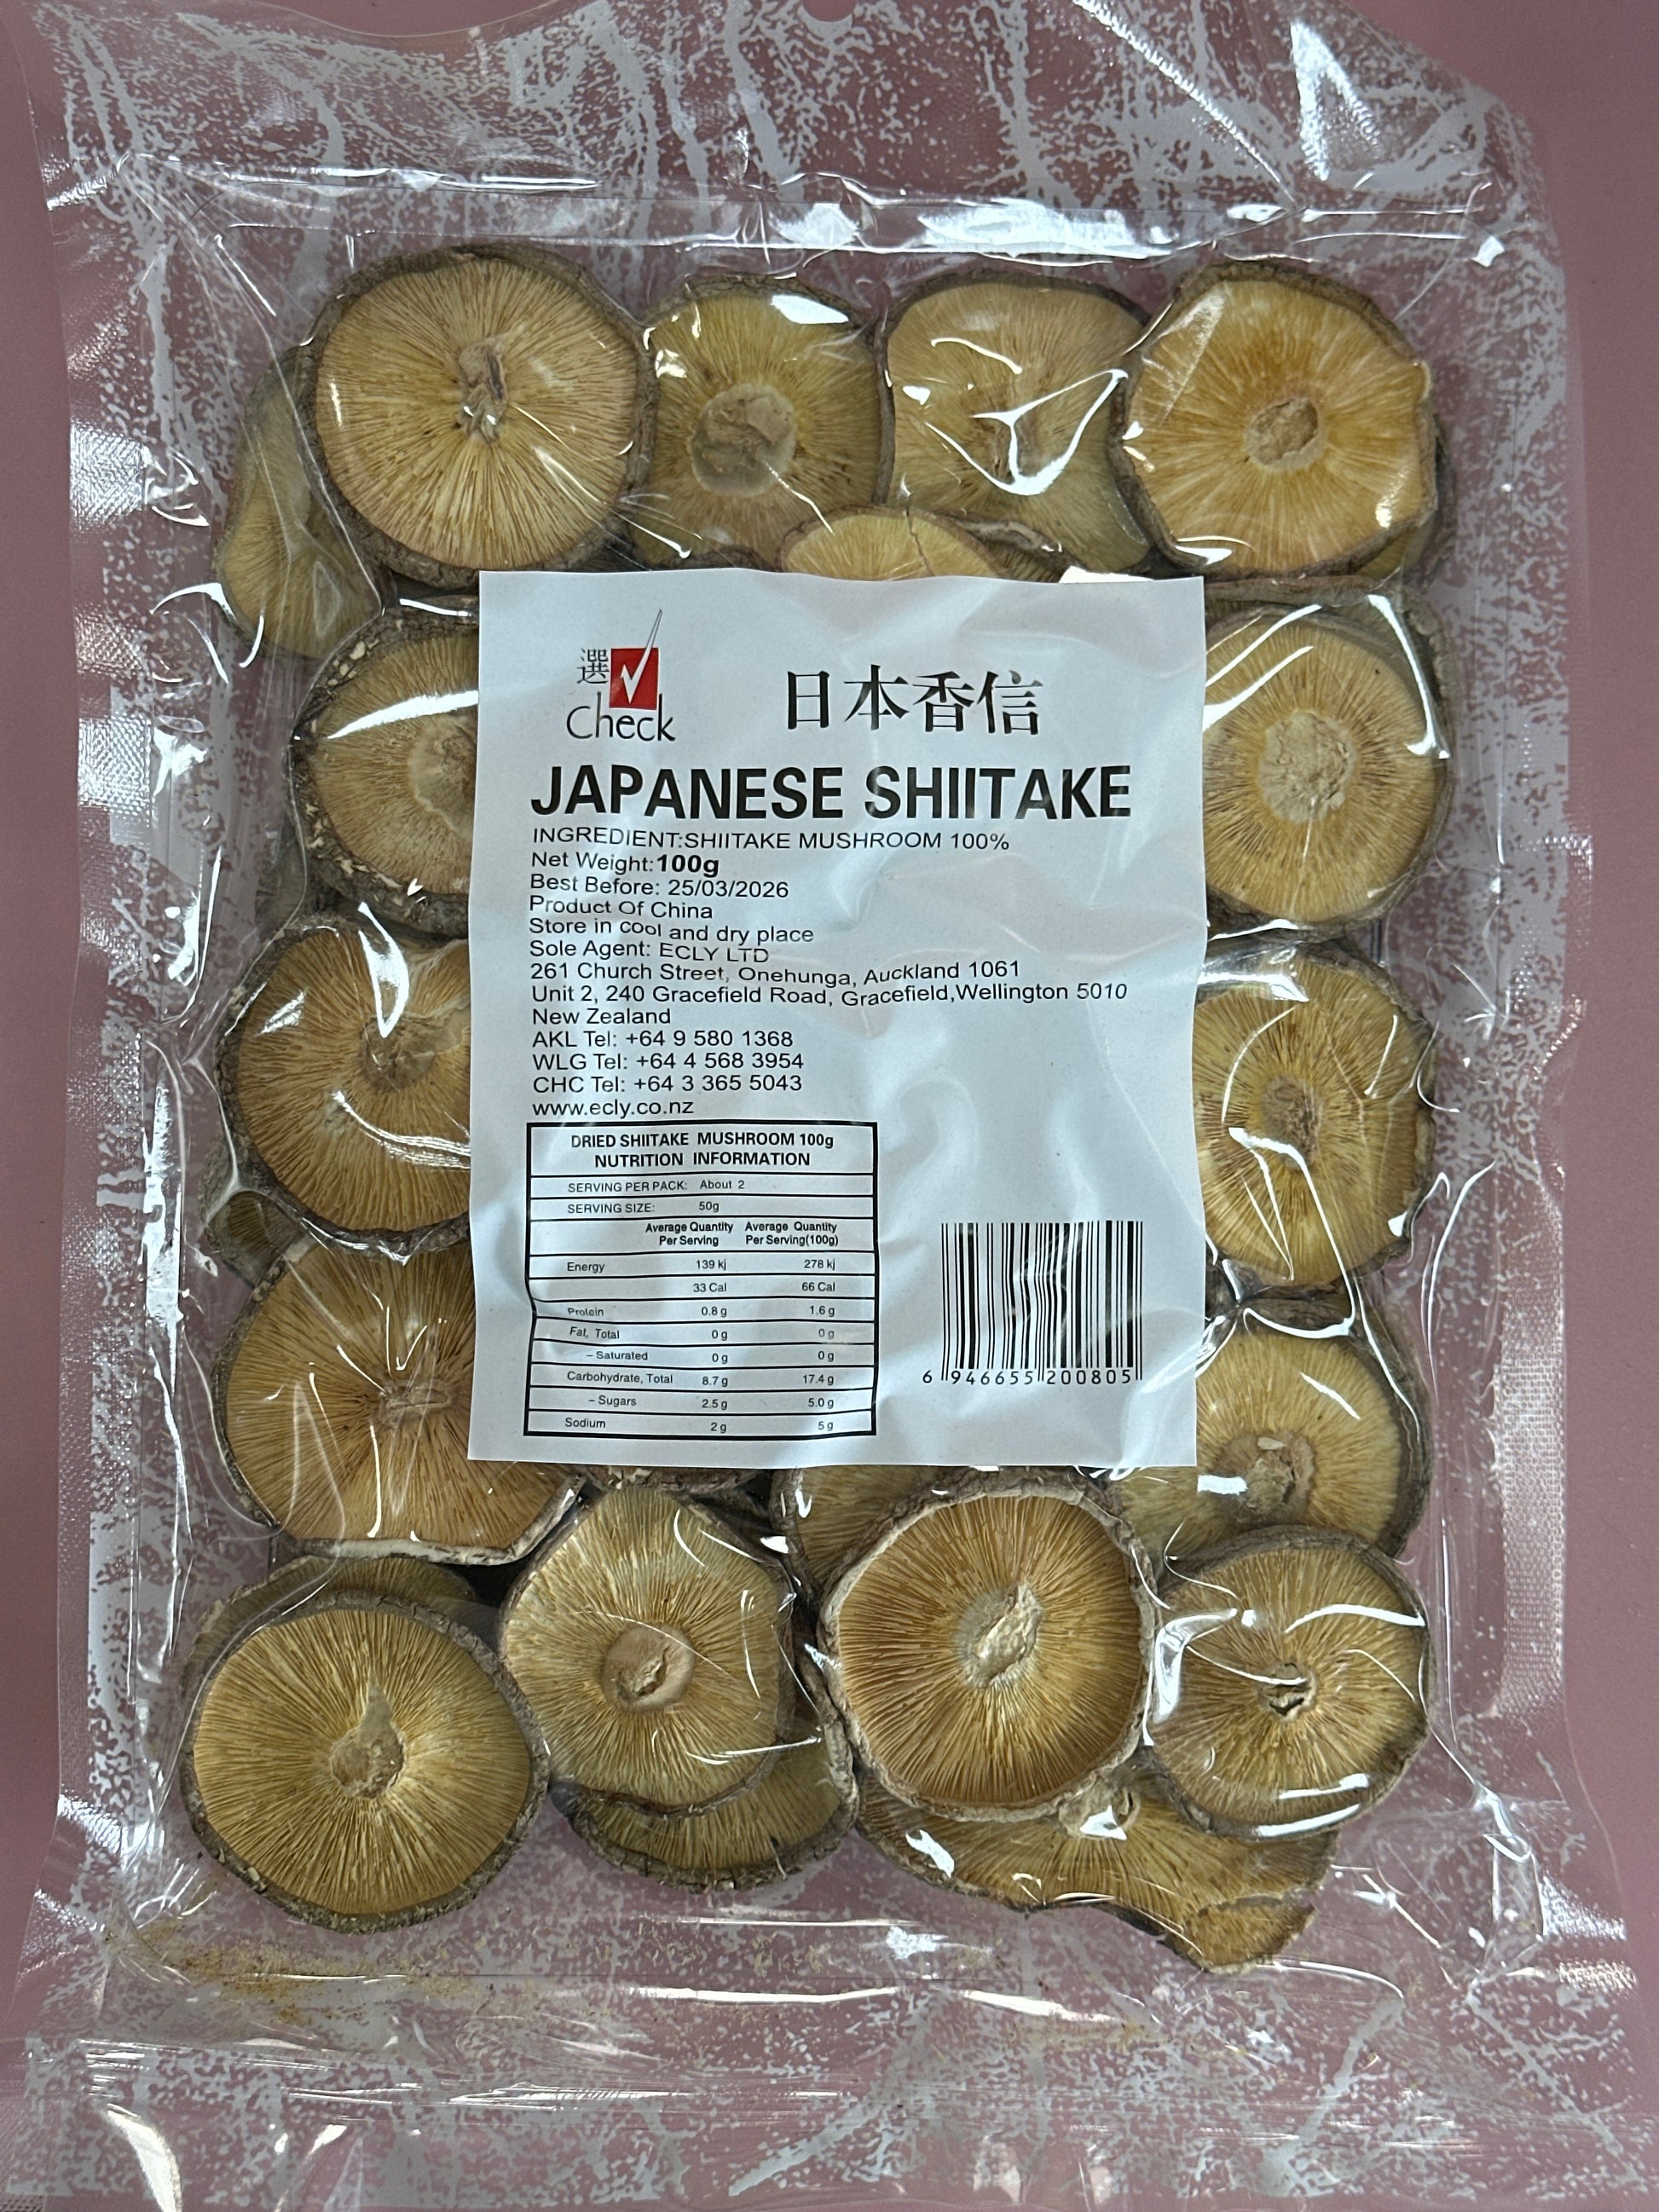 選
Check
日本香信
JAPANESE SHIITAKE
INGREDIENT:SHIITAKE MUSHROOM 100%
Net Weight:100g
Best Before: 25/03/2026
Product Of China
Store in cool and dry place
Sole Agent: ECLY LTD
261 Church Street, Onehunga, Auckland 1061
Unit 2, 240 Gracefield Road, Gracefield,Wellington 5010
New Zealand
AKL Tel: +64 9 580 1368
WLG Tel: +64 4 568 3954
CHC Tel: +64 3 365 5043
www.ecly.co.nz
DRIED SHIITAKE MUSHROOM 100g
NUTRITION INFORMATION
SERVING PER PACK: About 2
SERVING SIZE: 50g
Average Quantity Average Quantity
Per Serving Per Serving(100g)
Energy 139 kj 278 kj
33 Cal 66 Cal
Protein 0.8 g 1.6 g
Fat, Total 0 g 0 g
– Saturated 0 g 0 g
Carbohydrate, Total 8.7 g 17.4 g
– Sugars 2.5 g 5.0 g
Sodium 2 g 5 g
6 946655 200805